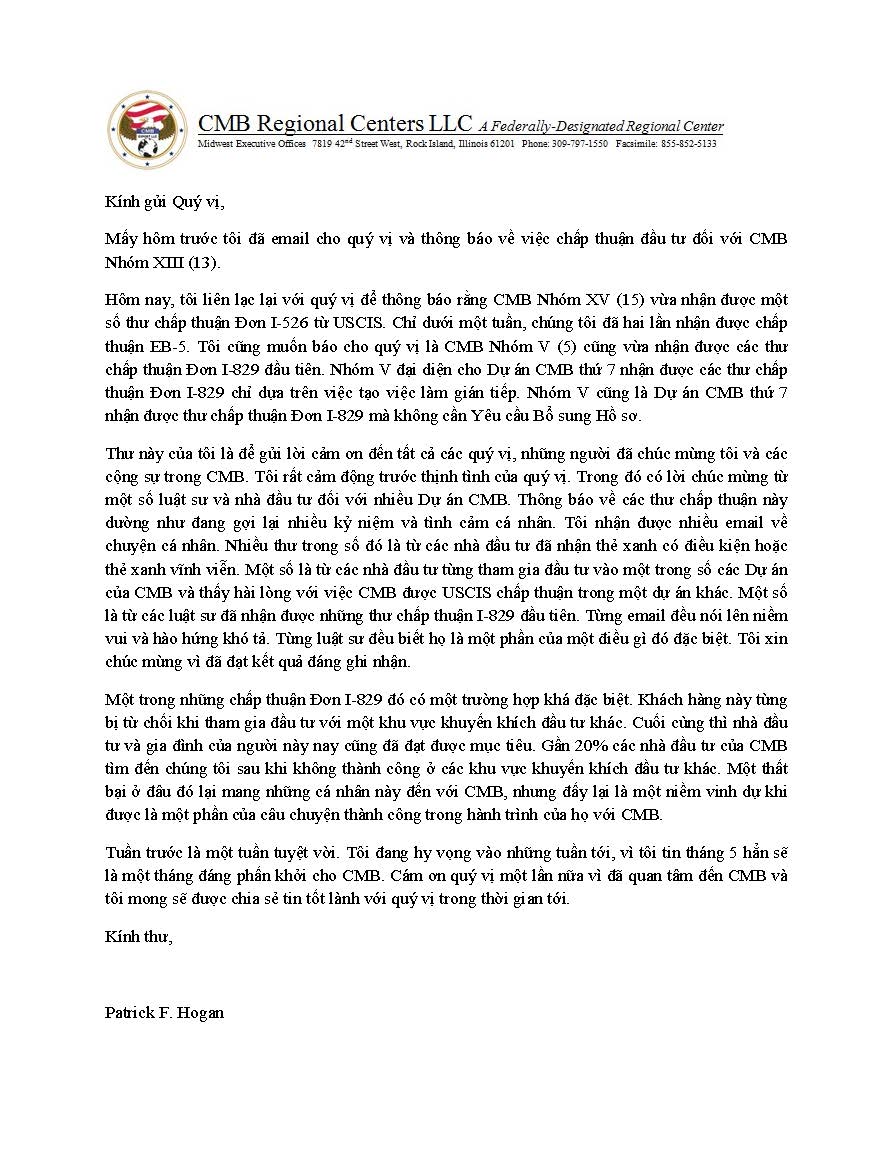 CMB Regional Centers LLC A Federally-Designated Regional Center
Midwest Executive Offices 7819 42nd Street West, Rock Island, Illinois 61201 Phone: 309-797-1550 Facsimile: 855-852-5133
Kính gửi Quý vị,
Mấy hôm trước tôi đã email cho quý vị và thông báo về việc chấp thuận đầu tư đối với CMB
Nhóm XIII (13).
Hôm nay, tôi liên lạc lại với quý vị để thông báo rằng CMB Nhóm XV (15) vừa nhận được một
số thư chấp thuận Đơn I-526 từ USCIS. Chỉ dưới một tuần, chúng tôi đã hai lần nhận được chấp
thuận EB-5. Tôi cũng muốn báo cho quý vị là CMB Nhóm V (5) cũng vừa nhận được các thư
chấp thuận Đơn I-829 đầu tiên. Nhóm V đại diện cho Dự án CMB thứ 7 nhận được các thư chấp
thuận Đơn I-829 chỉ dựa trên việc tạo việc làm gián tiếp. Nhóm V cũng là Dự án CMB thứ 7
nhận được thư chấp thuận Đơn I-829 mà không cần Yêu cầu Bổ sung Hồ sơ.
Thư này của tôi là để gửi lời cảm ơn đến tất cả các quý vị, những người đã chúc mừng tôi và các
cộng sự trong CMB. Tôi rất cảm động trước thịnh tình của quý vị. Trong đó có lời chúc mừng từ
một số luật sư và nhà đầu tư đối với nhiều Dự án CMB. Thông báo về các thư chấp thuận này
dường như đang gợi lại nhiều kỷ niệm và tình cảm cá nhân. Tôi nhận được nhiều email về
chuyện cá nhân. Nhiều thư trong số đó là từ các nhà đầu tư đã nhận thẻ xanh có điều kiện hoặc
thẻ xanh vĩnh viễn. Một số là từ các nhà đầu tư từng tham gia đầu tư vào một trong số các Dự án
của CMB và thấy hài lòng với việc CMB được USCIS chấp thuận trong một dự án khác. Một số
là từ các luật sư đã nhận được những thư chấp thuận I-829 đầu tiên. Từng email đều nói lên niềm
vui và hào hứng khó tả. Từng luật sư đều biết họ là một phần của một điều gì đó đặc biệt. Tôi xin
chúc mừng vì đã đạt kết quả đáng ghi nhận.
Một trong những chấp thuận Đơn I-829 đó có một trường hợp khá đặc biệt. Khách hàng này từng
bị từ chối khi tham gia đầu tư với một khu vực khuyến khích đầu tư khác. Cuối cùng thì nhà đầu
tư và gia đình của người này nay cũng đã đạt được mục tiêu. Gần 20% các nhà đầu tư của CMB
tìm đến chúng tôi sau khi không thành công ở các khu vực khuyến khích đầu tư khác. Một thất
bại ở đâu đó lại mang những cá nhân này đến với CMB, nhưng đấy lại là một niềm vinh dự khi
được là một phần của câu chuyện thành công trong hành trình của họ với CMB.
Tuần trước là một tuần tuyệt vời. Tôi đang hy vọng vào những tuần tới, vì tôi tin tháng 5 hẳn sẽ
là một tháng đáng phấn khởi cho CMB. Cám ơn quý vị một lần nữa vì đã quan tâm đến CMB và
tôi mong sẽ được chia sẻ tin tốt lành với quý vị trong thời gian tới.
Kính thư,
Patrick F. Hogan